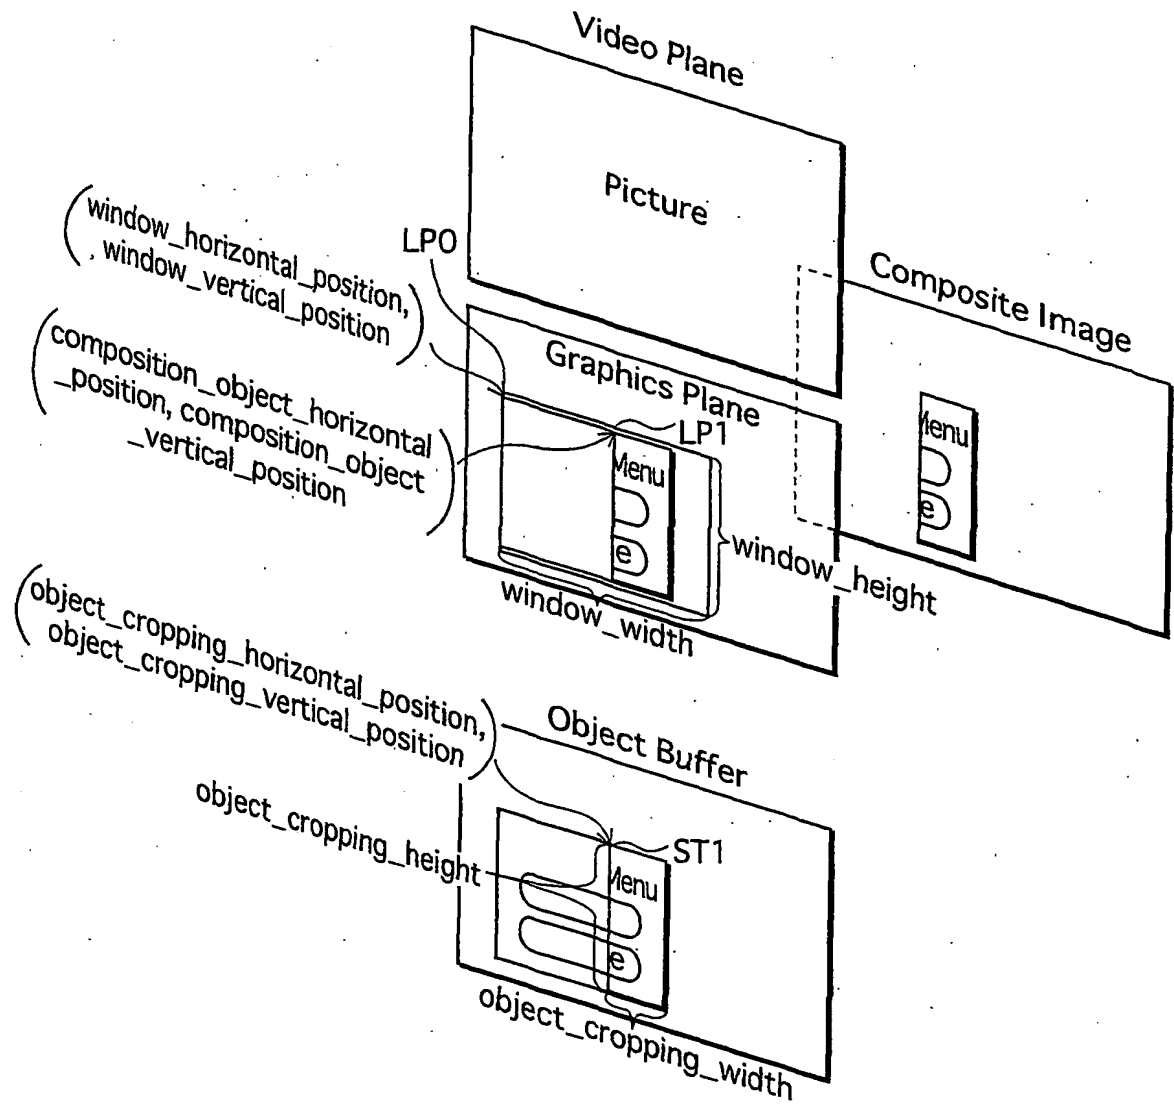 Video Plane
Picture
(window_horizontal_position,
, window_vertical_position)
LP0
Composite Image
(composition_object_horizontal
_position, composition_object
_vertical_position)
Graphics Plane
LP1
Menu
e
Menu
e
window_height
window_width
(object_cropping_horizontal_position,
object_cropping_vertical_position)
Object Buffer
object_cropping_height
ST1
Menu
e
object_cropping_width